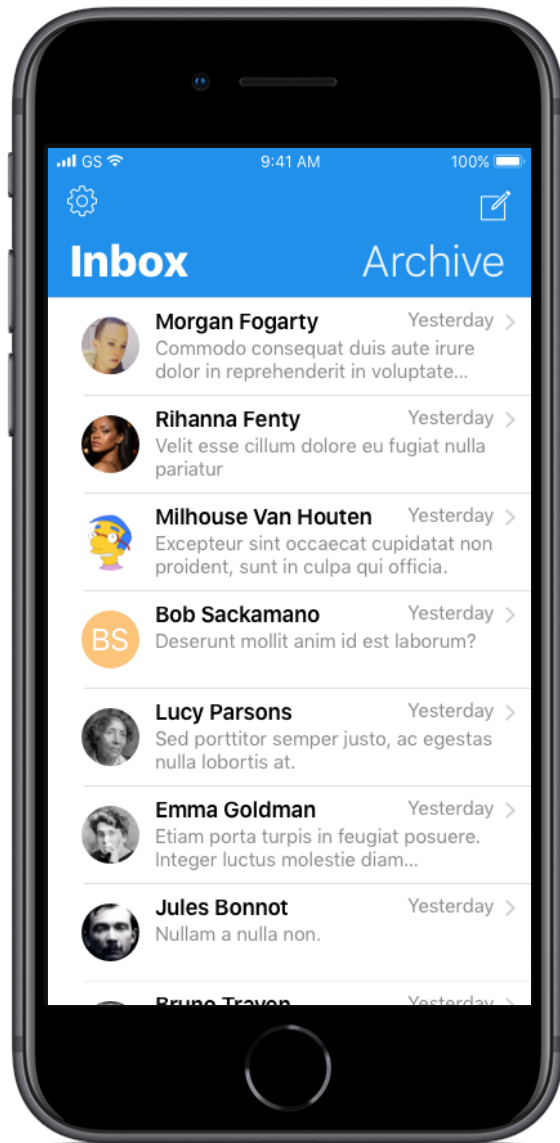 GS 9:41 AM 100%
Inbox Archive
Morgan Fogarty Yesterday
Commodo consequat duis aute irure
dolor in reprehenderit in voluptate...
Rihanna Fenty Yesterday
Velit esse cillum dolore eu fugiat nulla
pariatur
Milhouse Van Houten Yesterday
Excepteur sint occaecat cupidatat non
proident, sunt in culpa qui officia.
BS
Bob Sackamano Yesterday
Deserunt mollit anim id est laborum?
Lucy Parsons Yesterday
Sed porttitor semper justo, ac egestas
nulla lobortis at.
Emma Goldman Yesterday
Etiam porta turpis in feugiat posuere.
Integer luctus molestie diam...
Jules Bonnot Yesterday
Nullam a nulla non.
Bruno Traven Yesterday